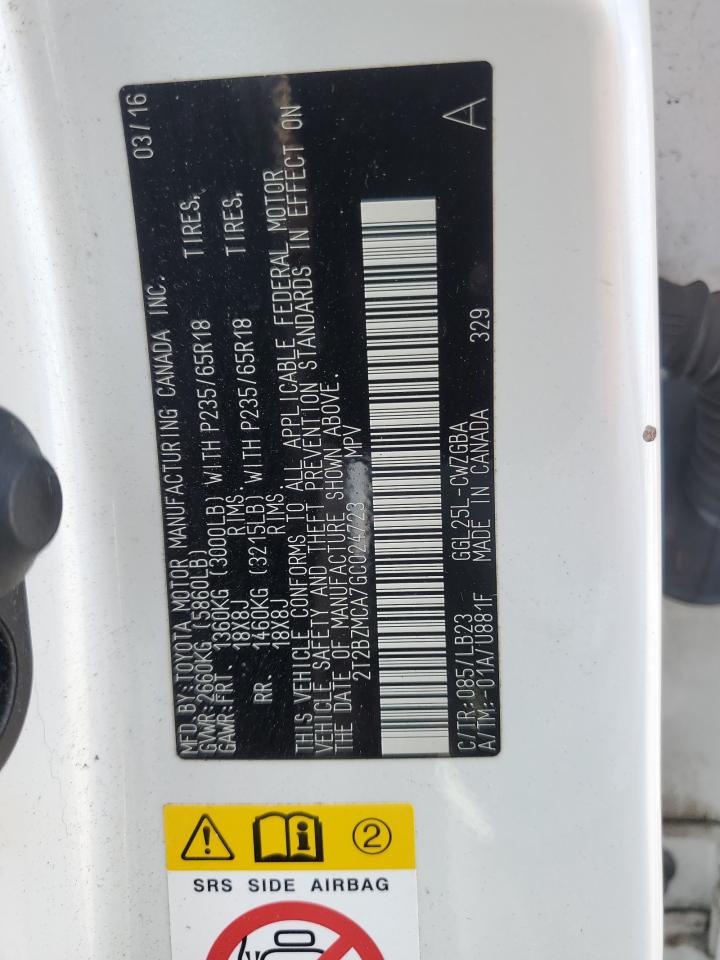 MFD.BY:TOYOTA MOTOR MANUFACTURING CANADA INC. 03/16
GVWR:2660KG(5860LB)
GAWR:FRT. 1360KG (3000LB) WITH P235/65R18 TIRES,
18X8J RIMS.
RR. 1460KG (3215LB) WITH P235/65R18 TIRES,
18X8J RIMS.
THIS VEHICLE CONFORMS TO ALL APPLICABLE FEDERAL MOTOR
VEHICLE SAFETY AND THEFT PREVENTION STANDARDS IN EFFECT ON
THE DATE OF MANUFACTURE SHOWN ABOVE.
2T2BZMCA7GC024723 MPV
C/TR:085/LB23 GGL25L-CWZGBA A
A/TM:-01A/U881F MADE IN CANADA 329
2
SRS SIDE AIRBAG